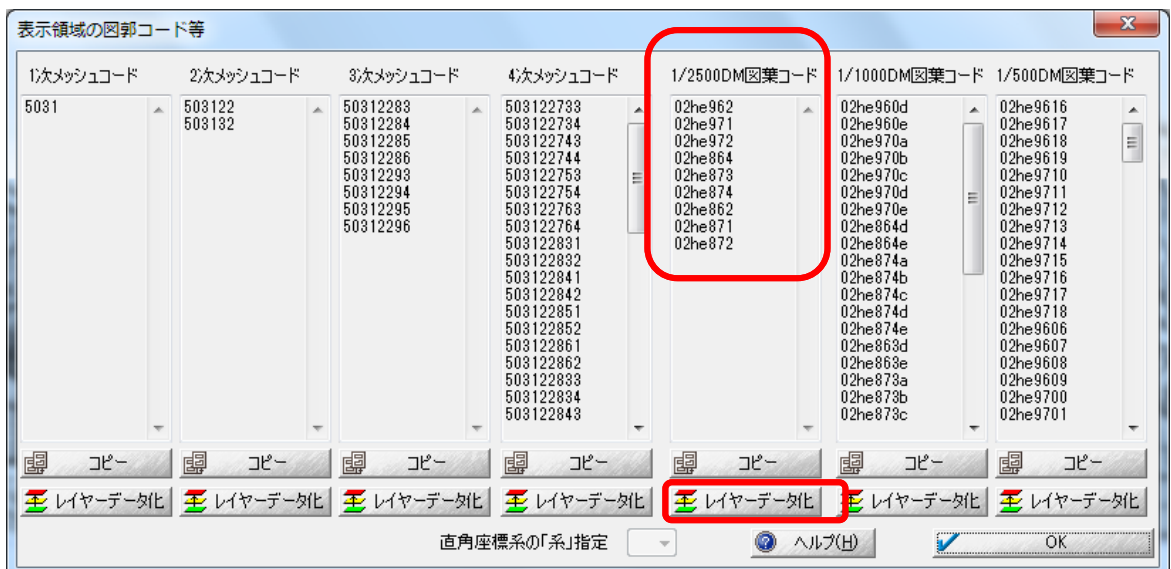 表示領域の図郭コード等
1次メッシュコード
5031
2次メッシュコード
503122
503132
3次メッシュコード
50312283
50312284
50312285
50312286
50312293
50312294
50312295
50312296
4次メッシュコード
503122733
503122734
503122743
503122744
503122753
503122754
503122763
503122764
503122831
503122832
503122841
503122842
503122851
503122852
503122861
503122862
503122833
503122834
503122843
1/2500DM図葉コード
02he962
02he971
02he972
02he864
02he873
02he874
02he862
02he871
02he872
1/1000DM図葉コード
02he960d
02he960e
02he970a
02he970b
02he970c
02he970d
02he970e
02he864d
02he864e
02he874a
02he874b
02he874c
02he874d
02he874e
02he863d
02he863e
02he873a
02he873b
02he873c
1/500DM図葉コード
02he9616
02he9617
02he9618
02he9619
02he9710
02he9711
02he9712
02he9713
02he9714
02he9715
02he9716
02he9717
02he9718
02he9606
02he9607
02he9608
02he9609
02he9700
02he9701
コピー コピー コピー コピー コピー コピー コピー
レイヤーデータ化 レイヤーデータ化 レイヤーデータ化 レイヤーデータ化 レイヤーデータ化 レイヤーデータ化 レイヤーデータ化
直角座標系の「系」指定 ヘルプ(H) OK